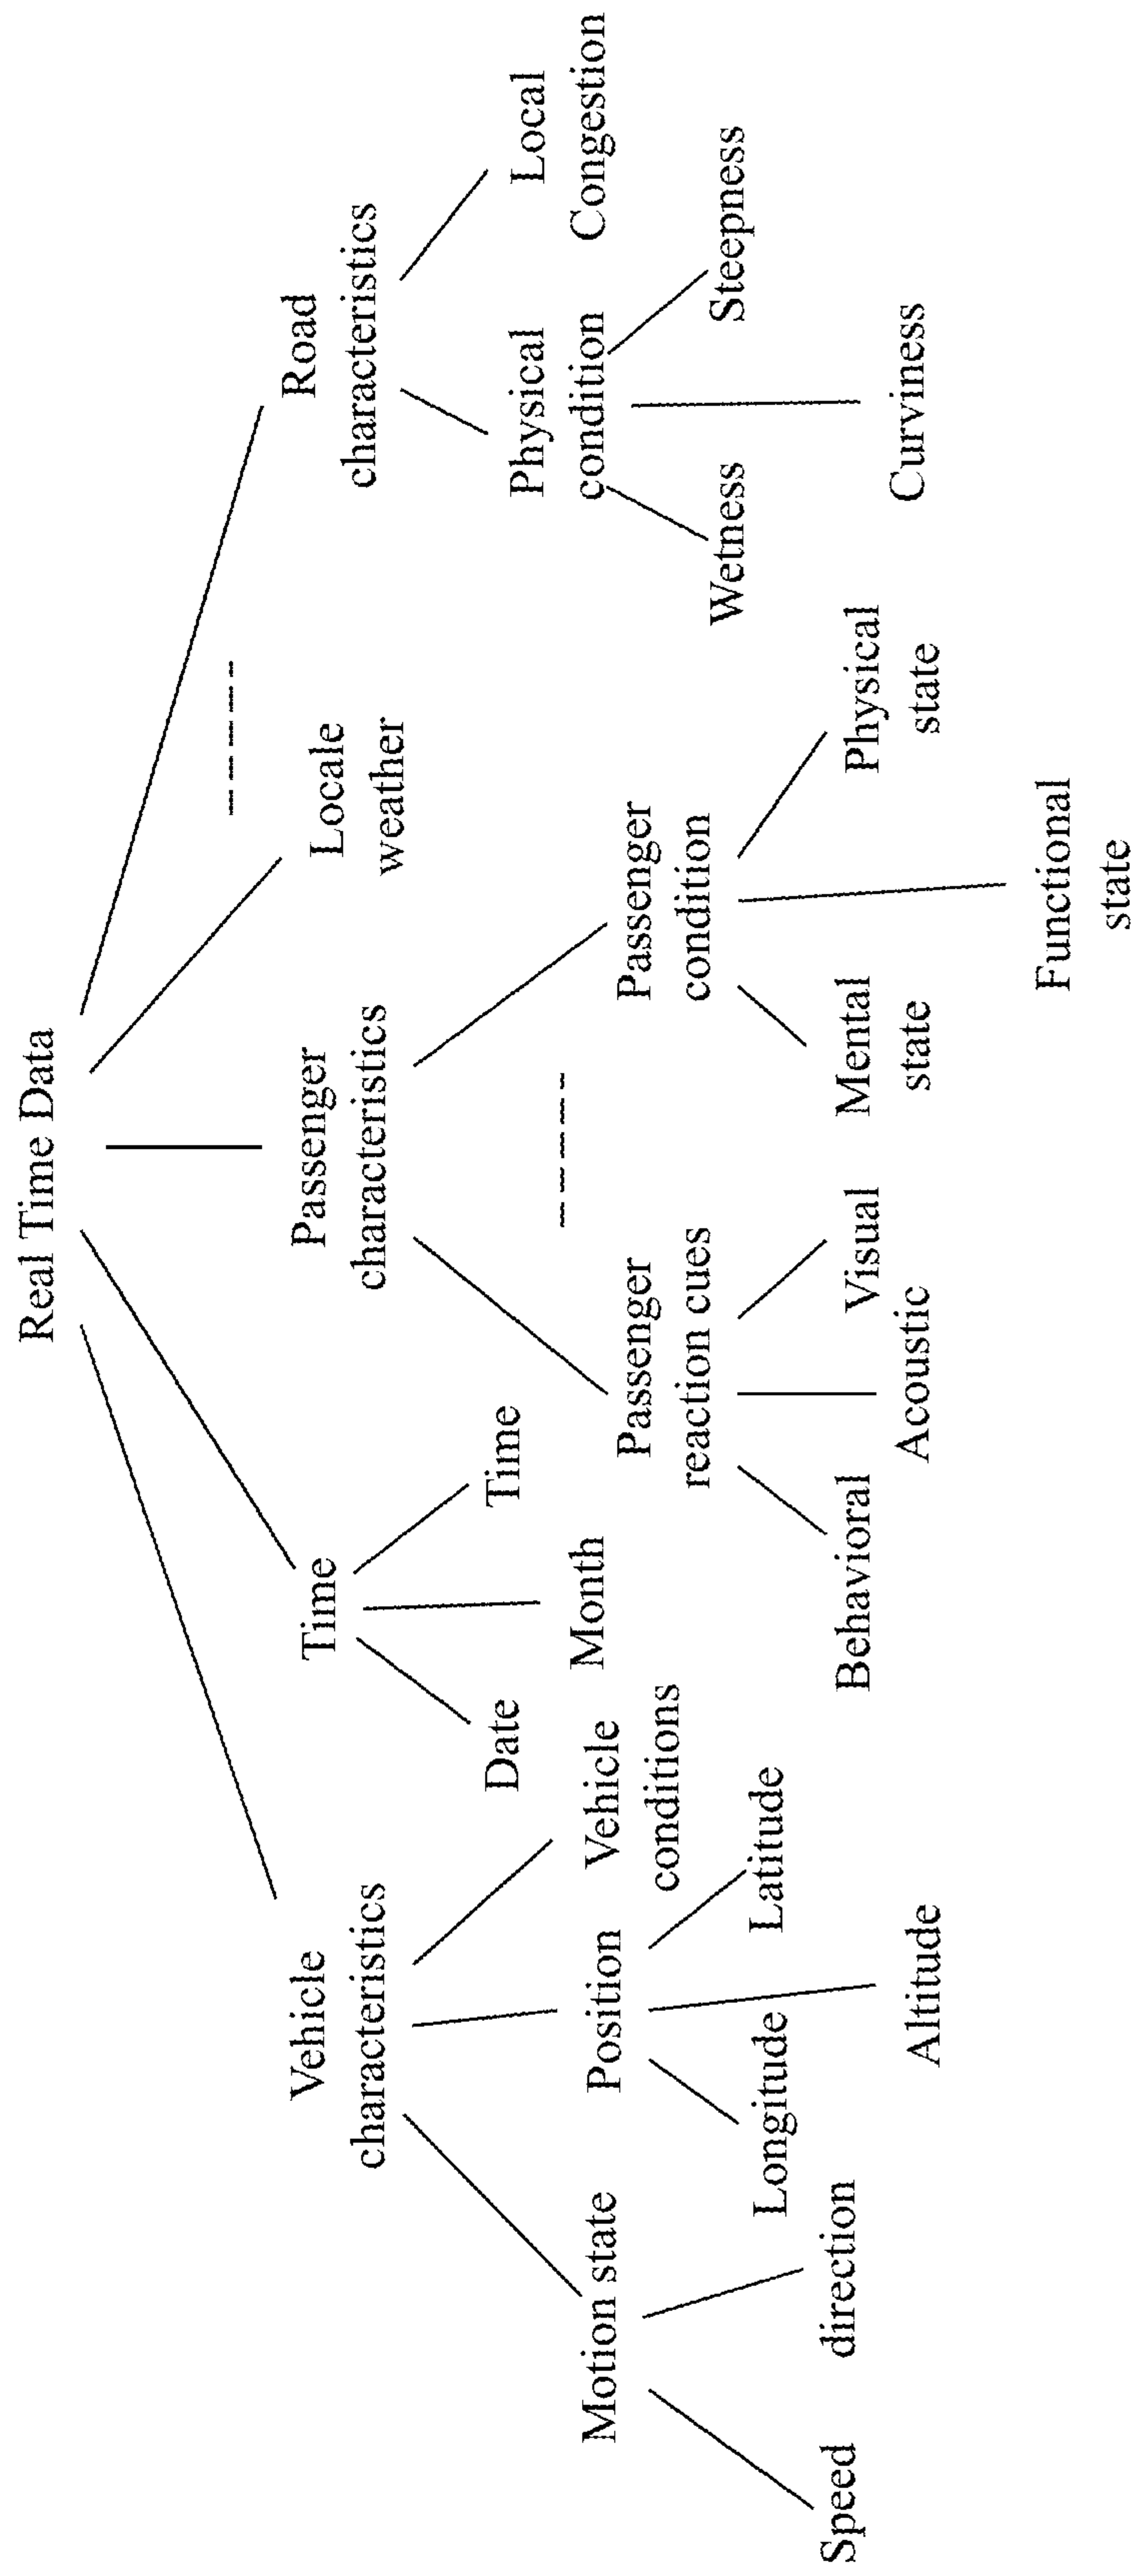 Real Time Data
Vehicle
characteristics
Time
Passenger
characteristics
Locale
weather
Road
characteristics
Motion state
Position
Vehicle
conditions
Date
Month
Time
Passenger
reaction cues
Passenger
condition
Physical
condition
Local
Congestion
Speed
direction
Longitude
Altitude
Latitude
Behavioral
Acoustic
Visual
Mental
state
Functional
state
Physical
state
Wetness
Curviness
Steepness